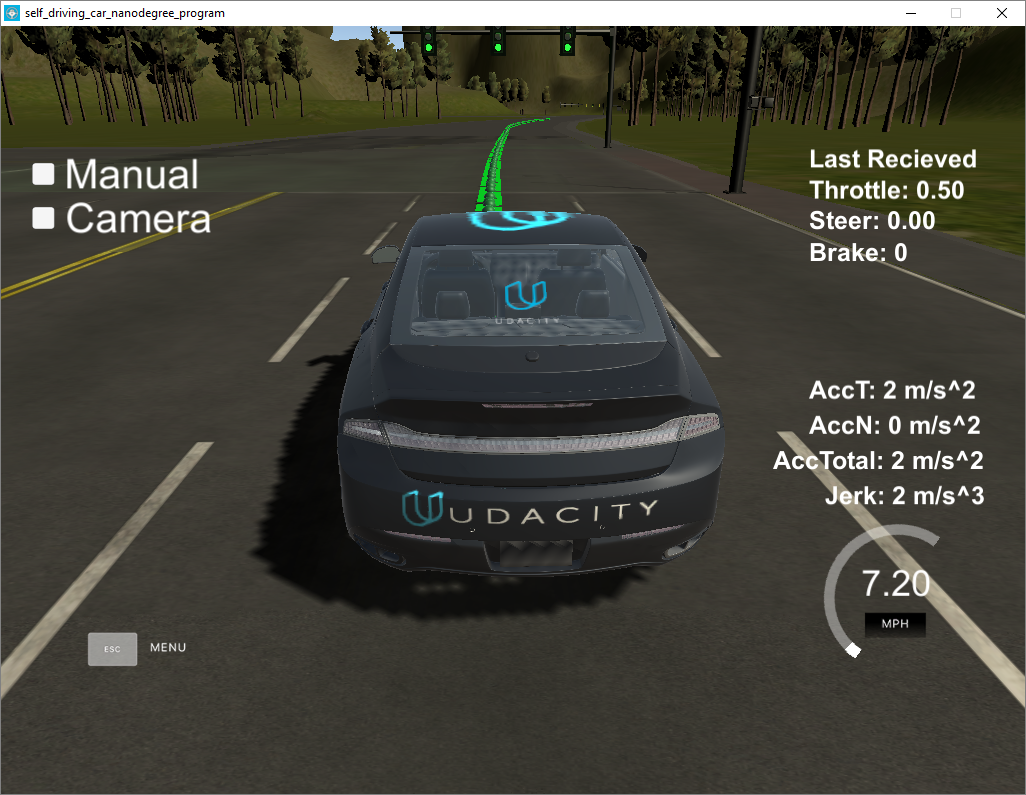 self_driving_car_nanodegree_program
Manual
Camera
Last Recieved
Throttle: 0.50
Steer: 0.00
Brake: 0
UDACITY
AccT: 2 m/s^2
AccN: 0 m/s^2
AccTotal: 2 m/s^2
Jerk: 2 m/s^3
UDACITY
7.20
MPH
ESC
MENU